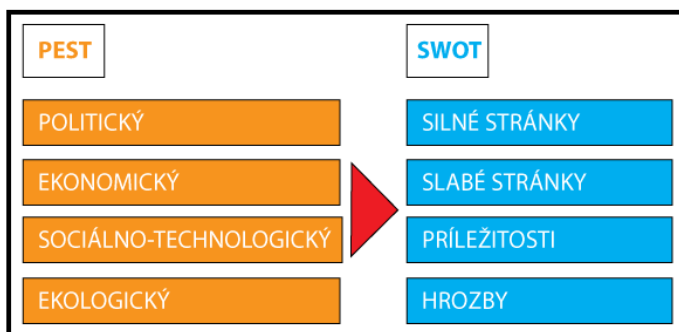 PEST
POLITICKÝ
EKONOMICKÝ
SOCIÁLNO-TECHNOLOGICKÝ
EKOLOGICKÝ
SWOT
SILNÉ STRÁNKY
SLABÉ STRÁNKY
PRÍLEŽITOSTI
HROZBY